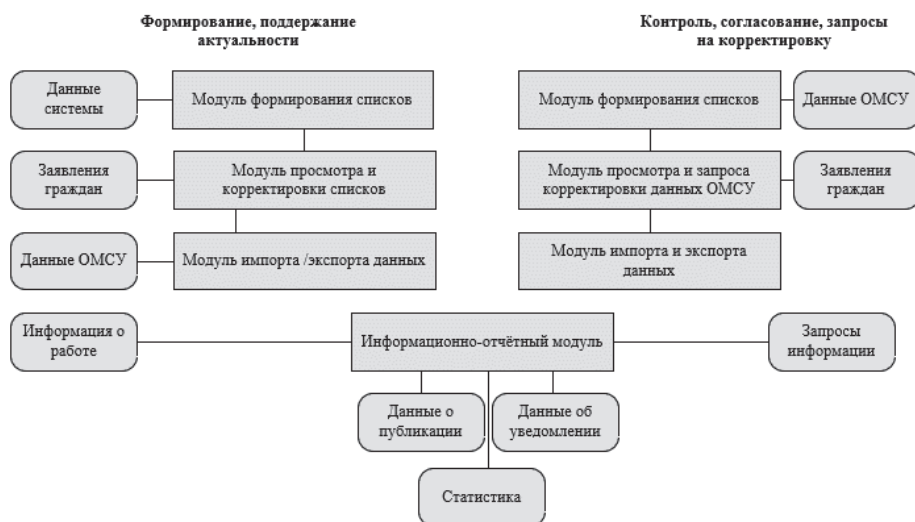 Формирование, поддержание
актуальности
Контроль, согласование, запросы
на корректировку
Данные
системы
Модуль формирования списков
Модуль формирования списков
Данные ОМСУ
Заявления
граждан
Модуль просмотра и
корректировки списков
Модуль просмотра и запроса
корректировки данных ОМСУ
Заявления
граждан
Данные ОМСУ
Модуль импорта /экспорта данных
Модуль импорта и экспорта
данных
Информация о
работе
Информационно-отчётный модуль
Запросы
информации
Данные о
публикации
Данные об
уведомлении
Статистика